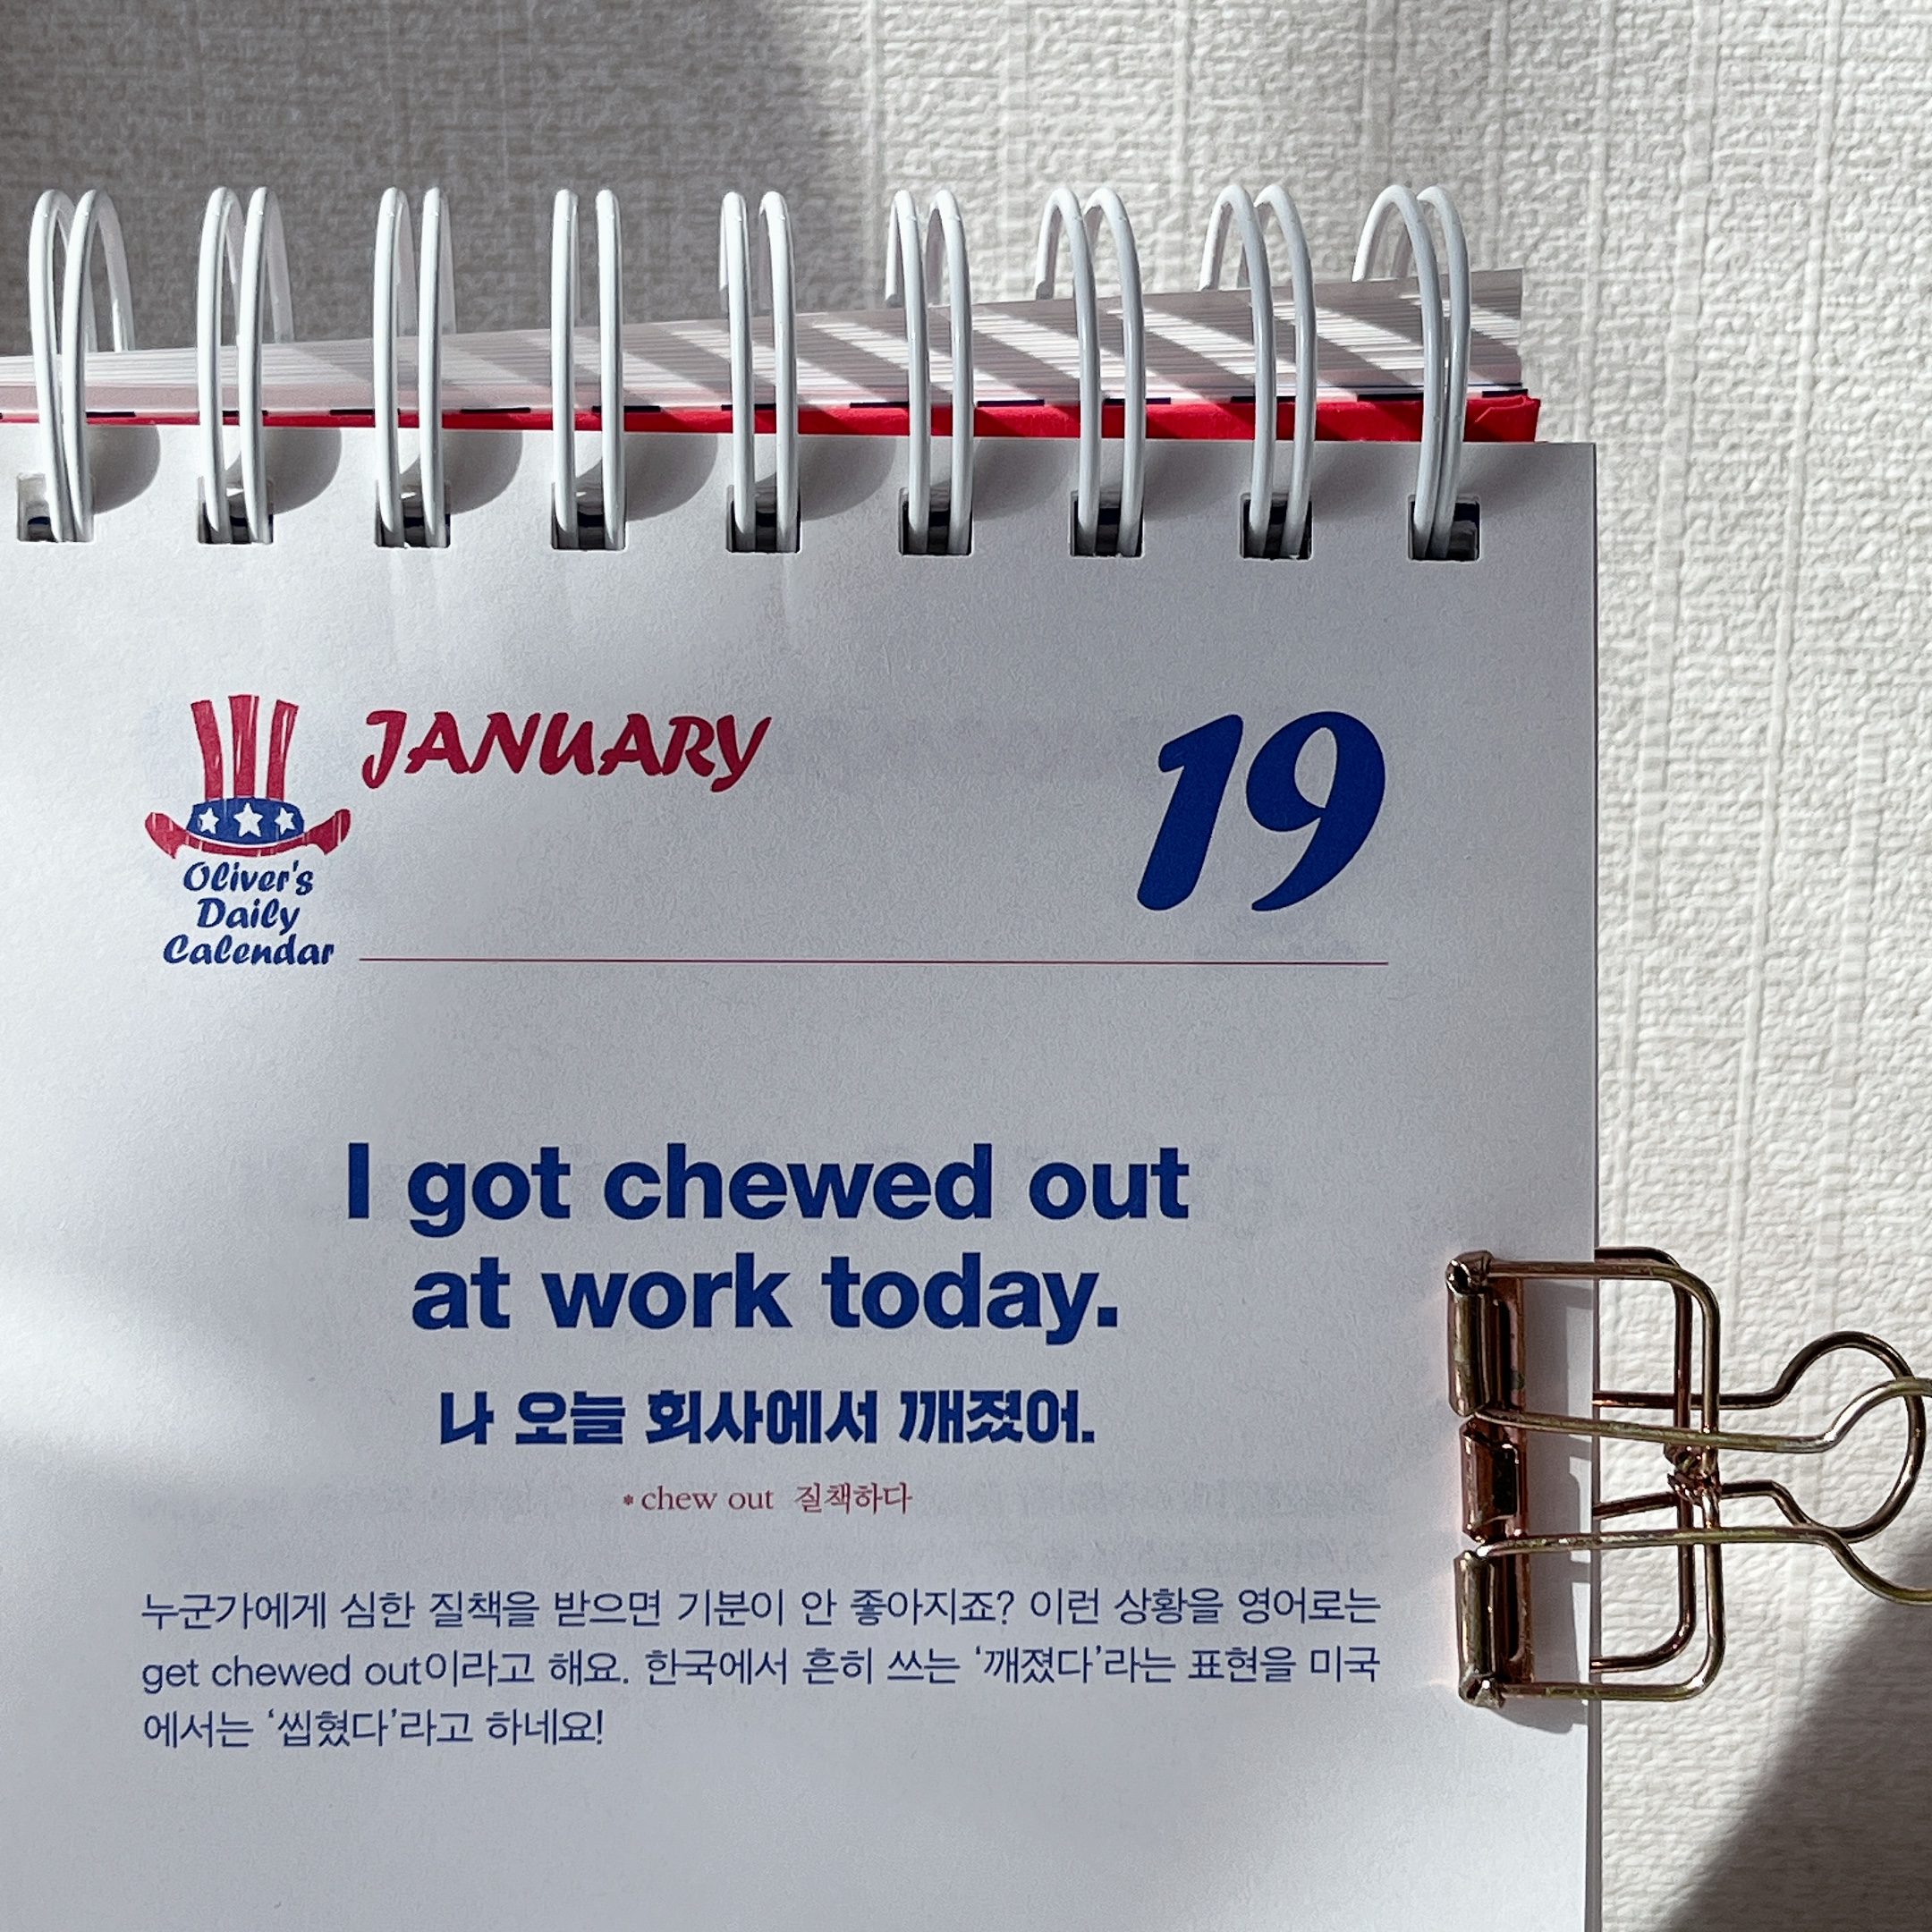 JANUARY
19
Oliver's
Daily
Calendar
I got chewed out
at work today.
나 오늘 회사에서 깨졌어.
*chew out 질책하다
누군가에게 심한 질책을 받으면 기분이 안 좋아지죠? 이런 상황을 영어로는
get chewed out이라고 해요. 한국에서 흔히 쓰는 ‘깨졌다’라는 표현을 미국
에서는 ‘씹혔다’라고 하네요!